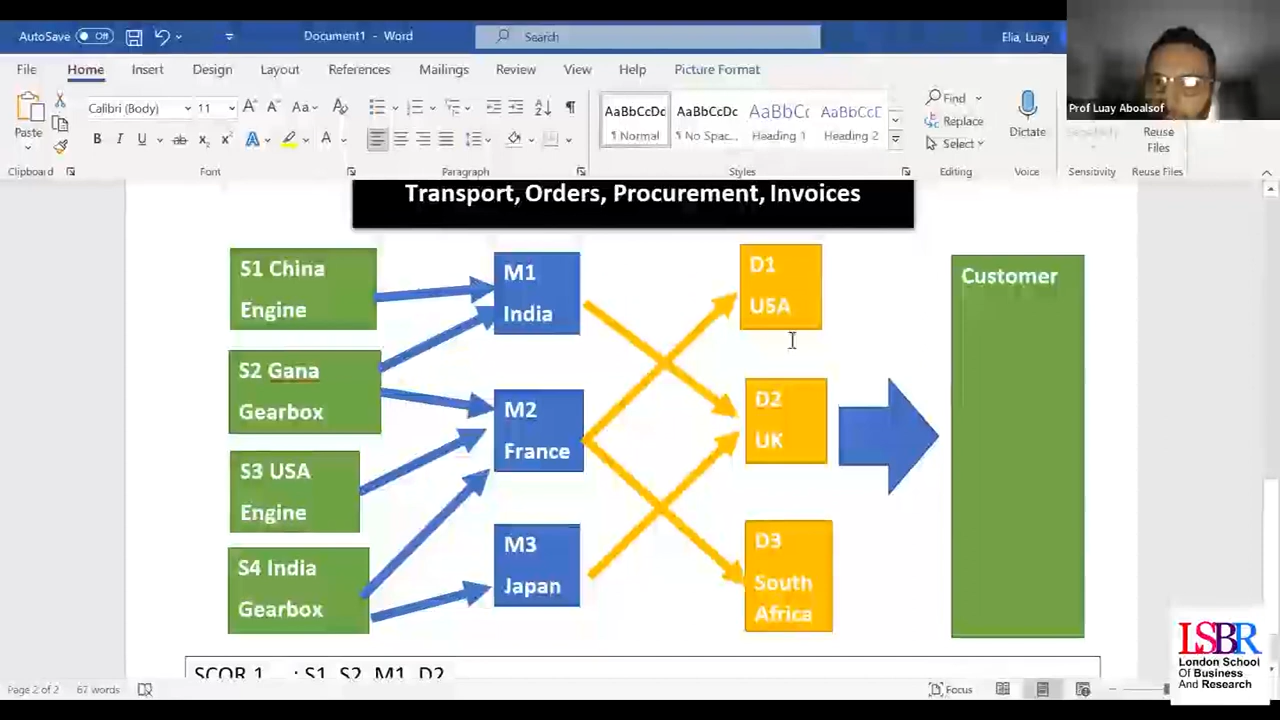 AutoSave Off Document1 - Word Search Elia, Luay
File Home Insert Design Layout References Mailings Review View Help Picture Format
Prof Luay Aboalsof
Paste Calibri (Body) 11 Aa AaBbCcDc AaBbCcDc AaBbCc AaBbCcE Find Replace Select Dictate Sensitivity Reuse Files
B I U ab x x A A ¶ Normal ¶ No Spac... Heading Heading 2
Clipboard Font Paragraph Styles Editing Voice Sensitivity Reuse Files
Transport, Orders, Procurement, Invoices
S1 China
Engine
S2 Gana
Gearbox
S3 USA
Engine
S4 India
Gearbox
M1
India
M2
France
M3
Japan
D1
USA
D2
UK
D3
South
Africa
Customer
SCOR 1 : S1, S2, M1, D2
Page 2 of 2 67 words Focus
LSBR
London School
Of Business
And Research